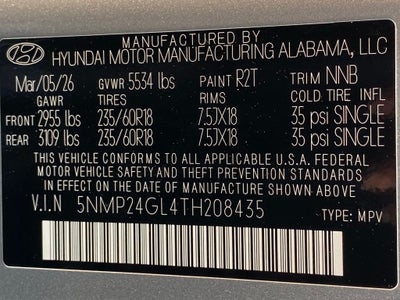 MANUFACTURED BY
HYUNDAI MOTOR MANUFACTURING ALABAMA, LLC
Mar/05/26 GVWR 5534 lbs PAINT R2T TRIM NNB
GAWR TIRES RIMS COLD TIRE INFL
FRONT 2955 lbs 235/60R18 7.5JX18 35 psi SINGLE
REAR 3109 lbs 235/60R18 7.5JX18 35 psi SINGLE
THIS VEHICLE CONFORMS TO ALL APPLICABLE U.S.A. FEDERAL
MOTOR VEHICLE SAFETY AND THEFT PREVENTION STANDARDS
IN EFFECT ON THE DATE OF MANUFACTURE SHOWN ABOVE.
V.I.N 5NMP24GL4TH208435 TYPE: MPV